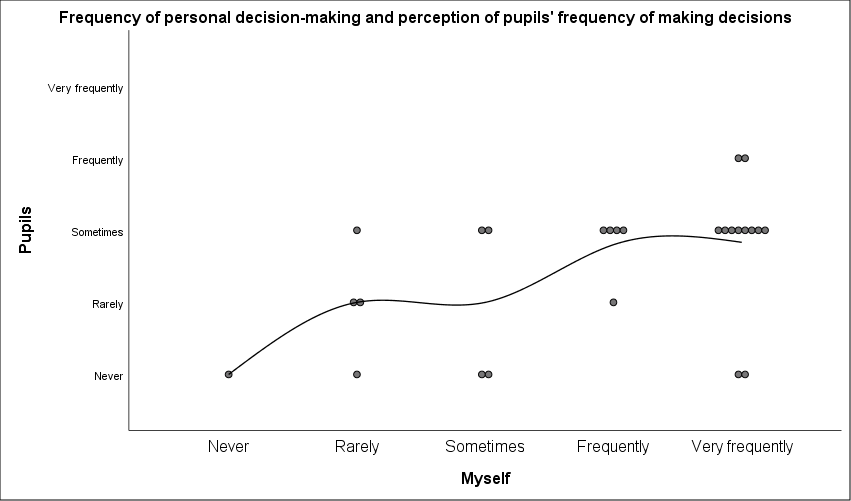 Frequency of personal decision-making and perception of pupils' frequency of making decisions
Pupils
Very frequently
Frequently
Sometimes
Rarely
Never
Never Rarely Sometimes Frequently Very frequently
Myself